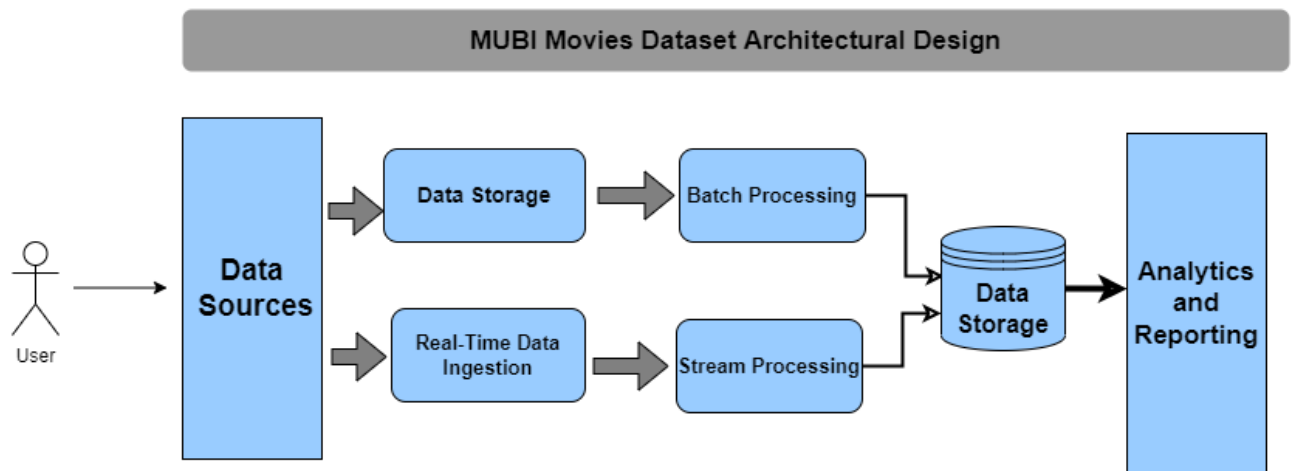 MUBI Movies Dataset Architectural Design
Data Storage
Batch Processing
Data
Sources
User
Real-Time Data
Ingestion
Stream Processing
Data
Storage
Analytics
and
Reporting